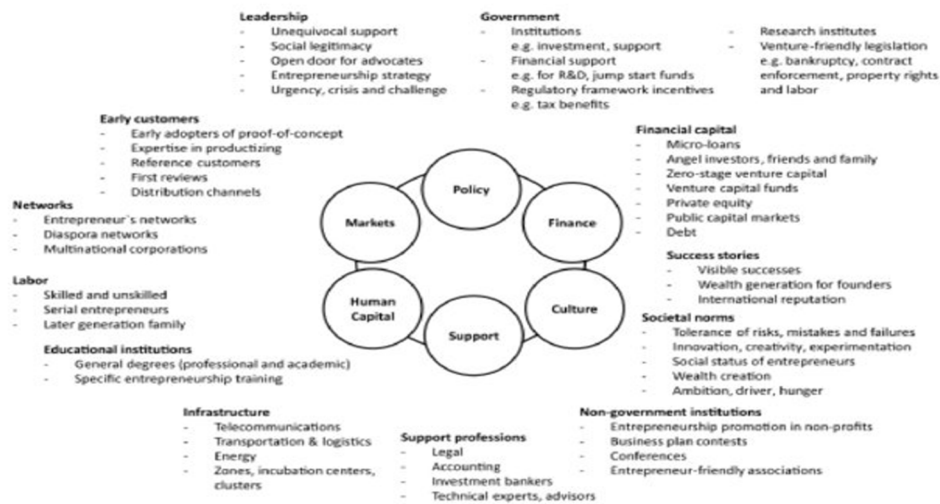 Leadership
- Unequivocal support
- Social legitimacy
- Open door for advocates
- Entrepreneurship strategy
- Urgency, crisis and challenge
Government
- Institutions
e.g. investment, support
- Financial support
e.g. for R&D, jump start funds
- Regulatory framework incentives
e.g. tax benefits
- Research institutes
- Venture-friendly legislation
e.g. bankruptcy, contract
enforcement, property rights
and labor
Early customers
- Early adopters of proof-of-concept
- Expertise in productizing
- Reference customers
- First reviews
- Distribution channels
Networks
- Entrepreneur`s networks
- Diaspora networks
- Multinational corporations
Labor
- Skilled and unskilled
- Serial entrepreneurs
- Later generation family
Educational institutions
- General degrees (professional and academic)
- Specific entrepreneurship training
Policy
Markets
Finance
Human
Capital
Culture
Support
Financial capital
- Micro-loans
- Angel investors, friends and family
- Zero-stage venture capital
- Venture capital funds
- Private equity
- Public capital markets
- Debt
Success stories
- Visible successes
- Wealth generation for founders
- International reputation
Societal norms
- Tolerance of risks, mistakes and failures
- Innovation, creativity, experimentation
- Social status of entrepreneurs
- Wealth creation
- Ambition, driver, hunger
Infrastructure
- Telecommunications
- Transportation & logistics
- Energy
- Zones, incubation centers,
clusters
Support professions
- Legal
- Accounting
- Investment bankers
- Technical experts, advisors
Non-government institutions
- Entrepreneurship promotion in non-profits
- Business plan contests
- Conferences
- Entrepreneur-friendly associations